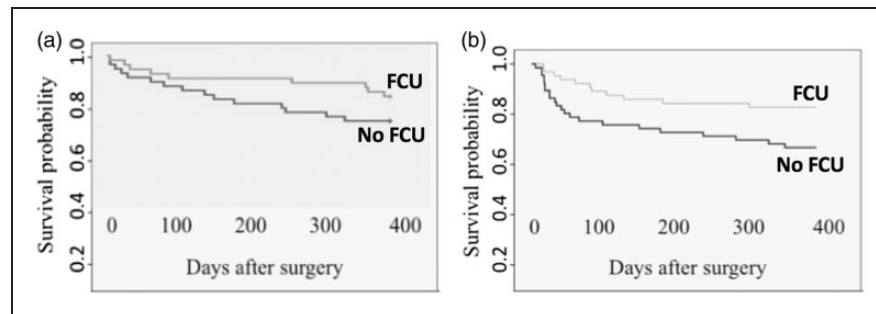 (a)
Survival probability
1.0
0.8
0.6
0.4
0.2
FCU
No FCU
0 100 200 300 400
Days after surgery
(b)
Survival probability
1.0
0.8
0.6
0.4
0.2
FCU
No FCU
0 100 200 300 400
Days after surgery